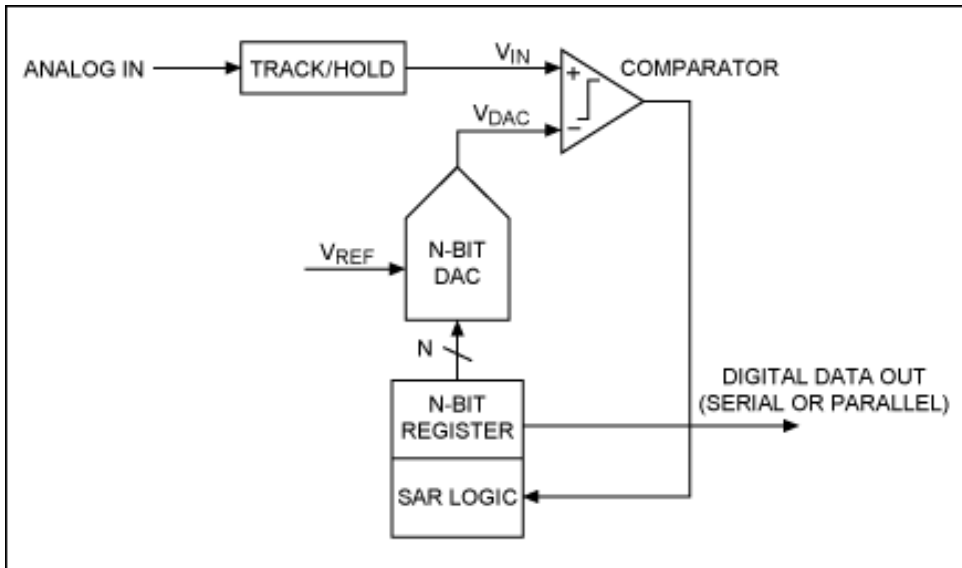 ANALOG IN
TRACK/HOLD
VIN
COMPARATOR
+
VDAC
−
VREF
N-BIT
DAC
N
N-BIT
REGISTER
DIGITAL DATA OUT
(SERIAL OR PARALLEL)
SAR LOGIC